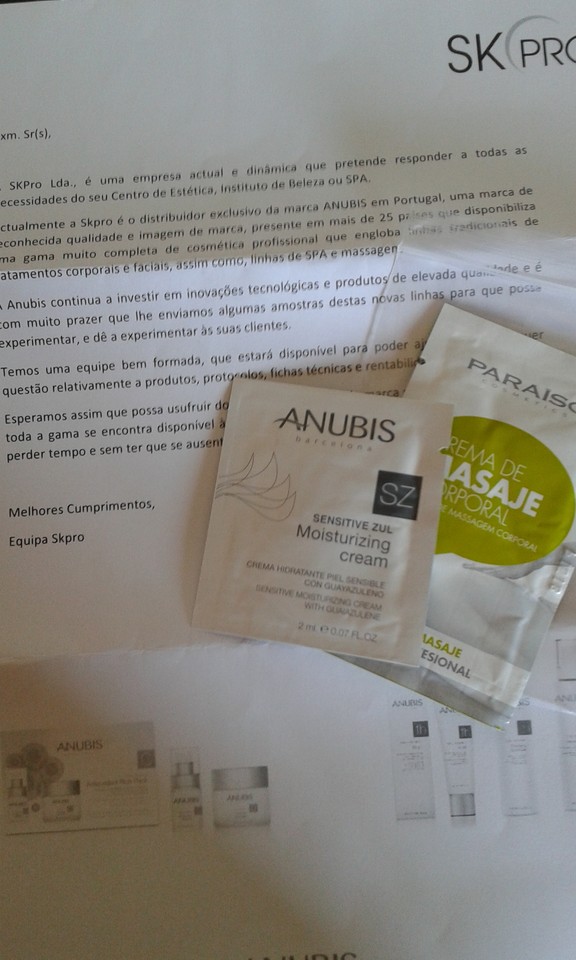 SK PRO
xm. Sr(s),
SKPro Lda., é uma empresa actual e dinâmica que pretende responder a todas as
ecessidades do seu Centro de Estética, Instituto de Beleza ou SPA.
ctualmente a Skpro é o distribuidor exclusivo da marca ANUBIS em Portugal, uma marca de
econhecida qualidade e imagem de marca, presente em mais de 25 países que disponibiliza
ma gama muito completa de cosmética profissional que engloba linhas tradicionais de
atamentos corporais e faciais, assim como, linhas de SPA e massagem
A Anubis continua a investir em inovações tecnológicas e produtos de elevada qualidade e é
com muito prazer que lhe enviamos algumas amostras destas novas linhas para que possa
experimentar, e dê a experimentar às suas clientes.
Temos uma equipe bem formada, que estará disponível para poder aj quer
questão relativamente a produtos, protocolos, fichas técnicas e rentabili
Esperamos assim que possa usufruir do marca
toda a gama se encontra disponível à
perder tempo e sem ter que se ausent
Melhores Cumprimentos,
Equipa Skpro
ANUBIS
barcelona
SZ
SENSITIVE ZUL
Moisturizing
cream
CREMA HIDRATANTE PIEL SENSIBLE
CON GUAYAZULENO
SENSITIVE MOISTURIZING CREAM
WITH GUAIAZULENE
2 mL ℮ 0.07 FL.OZ
PARAISO
COSMETICS
CREMA DE
MASAJE
CORPORAL
DE MASSAGEM CORPORAL
MASAJE
ESIONAL
ANUBIS
ANUBIS
ANUBIS
ANUBIS
ANUBIS